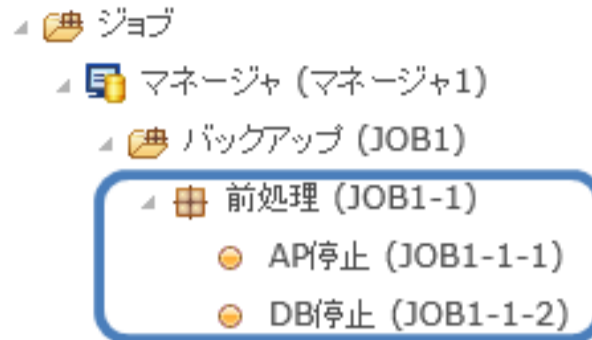 ジョブ
マネージャ (マネージャ1)
バックアップ (JOB1)
前処理 (JOB1-1)
AP停止 (JOB1-1-1)
DB停止 (JOB1-1-2)